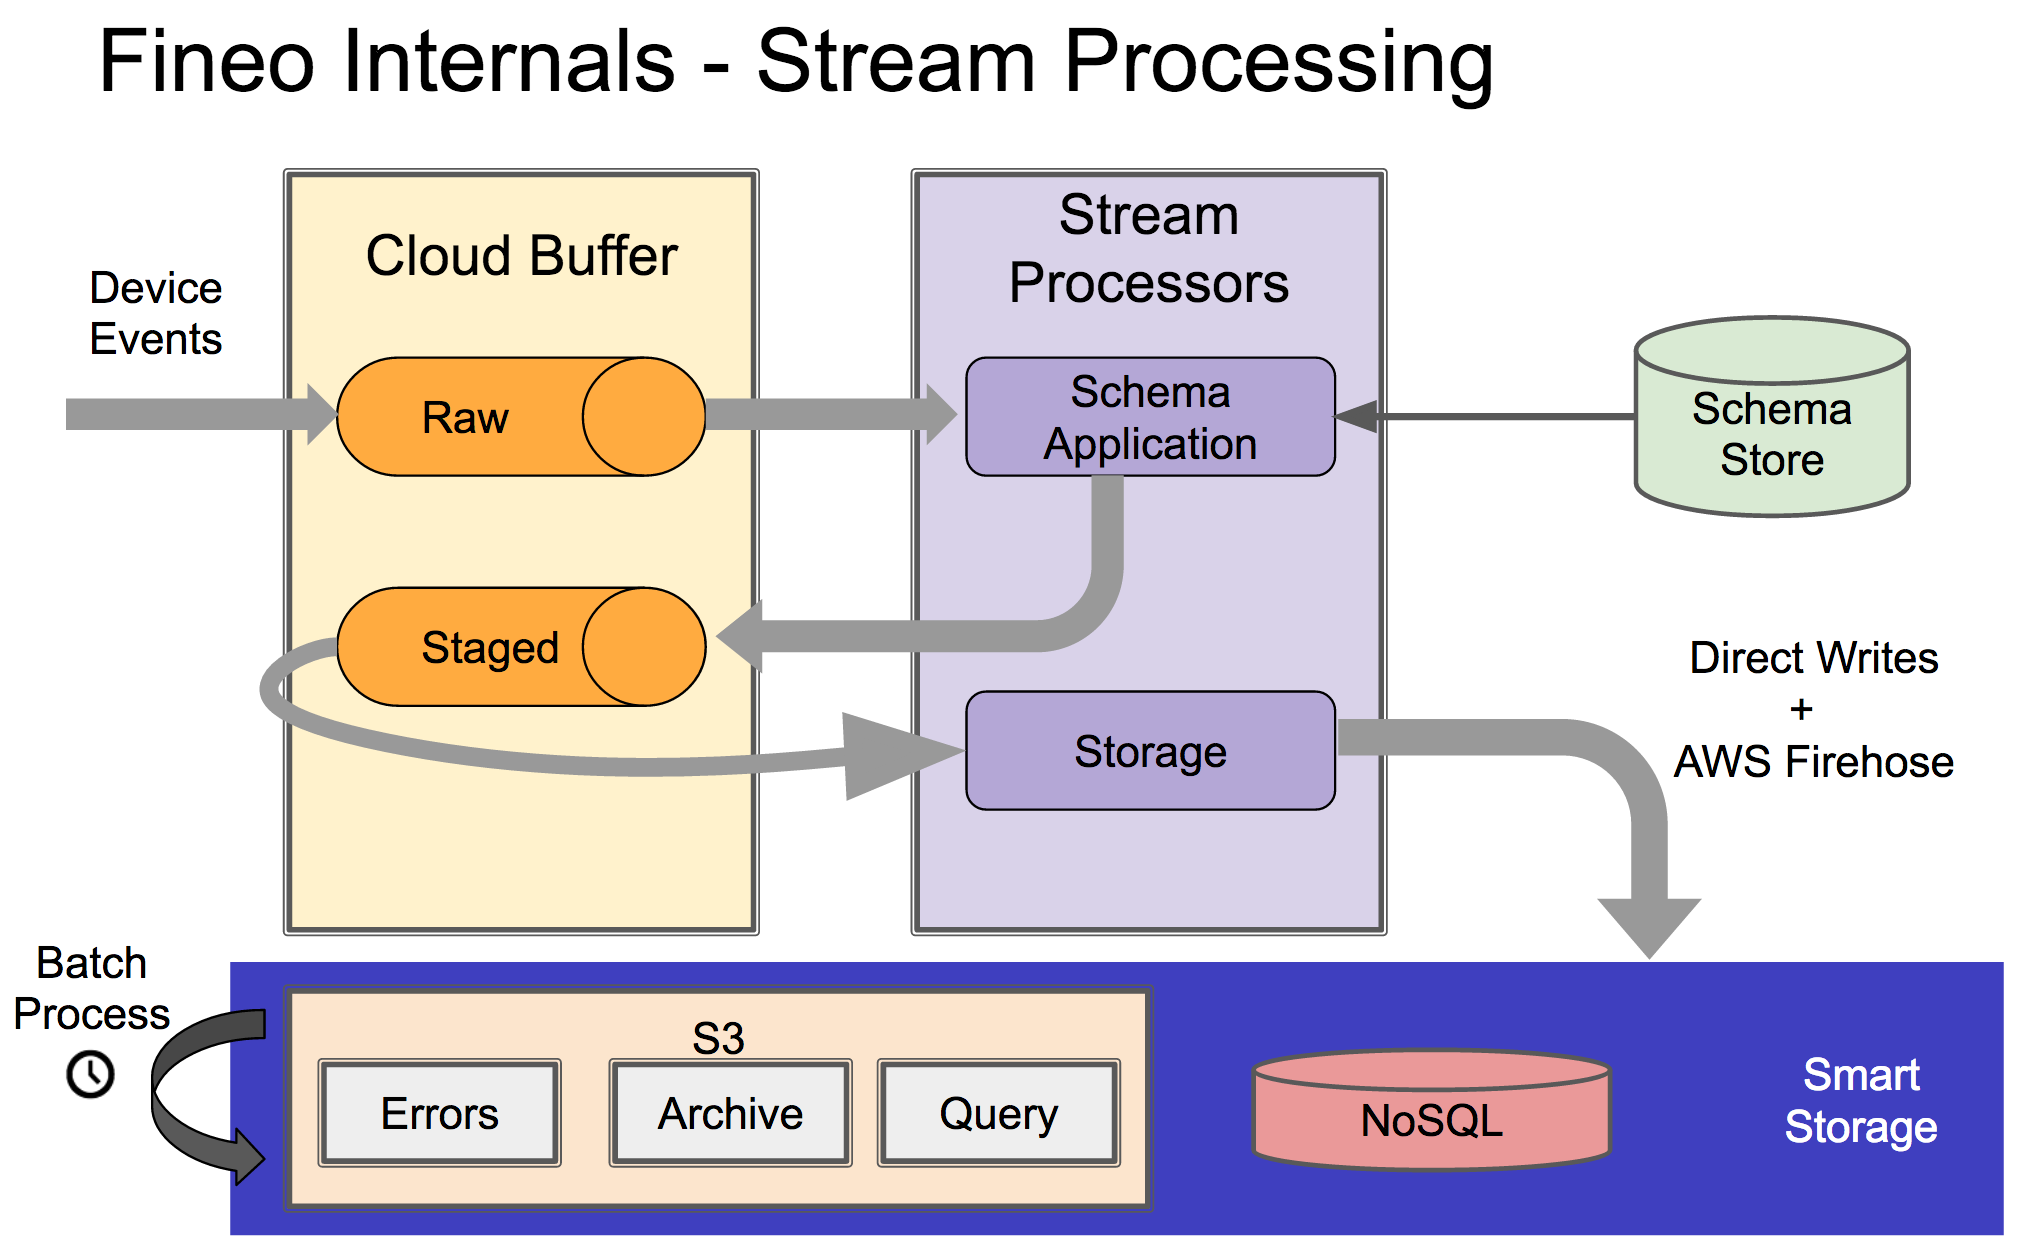 Fineo Internals - Stream Processing
Cloud Buffer
Stream
Processors
Device
Events
Raw
Schema
Application
Schema
Store
Staged
Storage
Direct Writes
+
AWS Firehose
Batch
Process
S3
Errors
Archive
Query
NoSQL
Smart
Storage